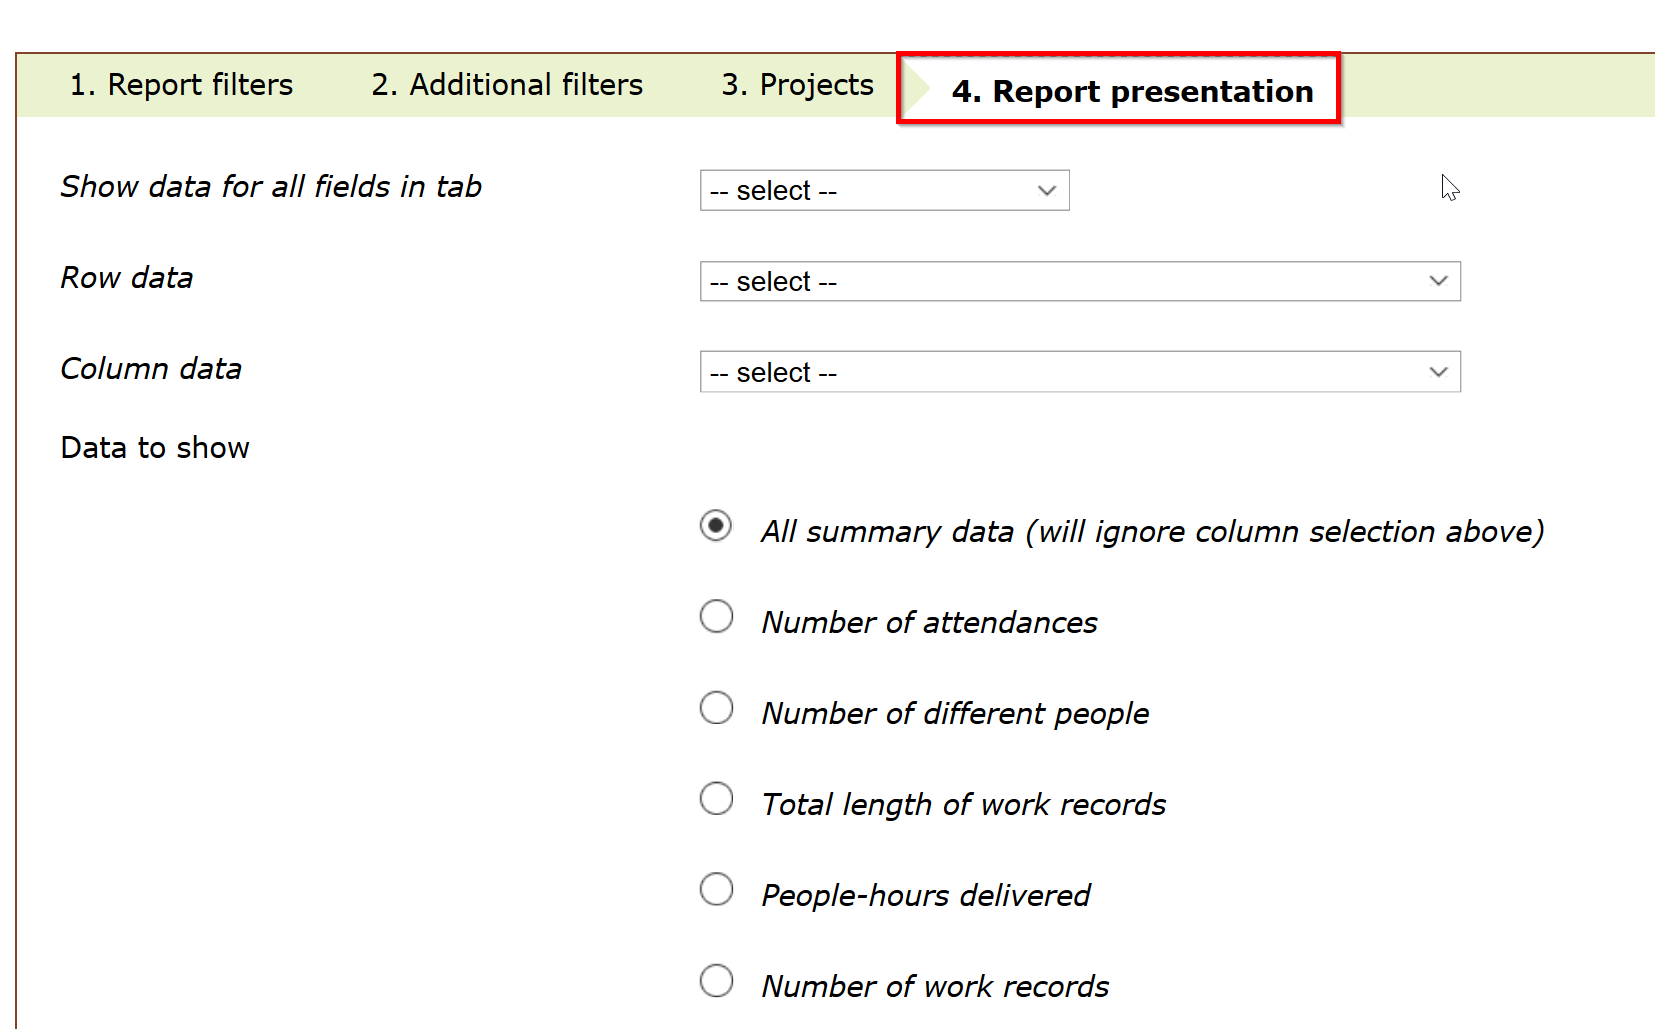 1. Report filters 2. Additional filters 3. Projects 4. Report presentation
Show data for all fields in tab -- select --
Row data -- select --
Column data -- select --
Data to show
All summary data (will ignore column selection above)
Number of attendances
Number of different people
Total length of work records
People-hours delivered
Number of work records